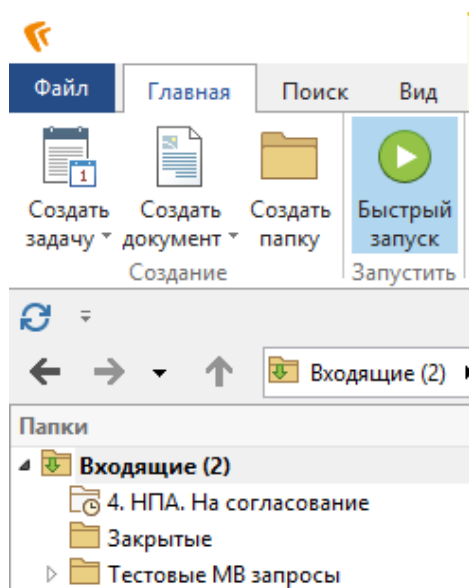 Файл Главная Поиск Вид
1
Создать Создать Создать Быстрый
задачу документ папку запуск
Создание Запустить
Входящие (2)
Папки
Входящие (2)
4. НПА. На согласование
Закрытые
Тестовые МВ запросы